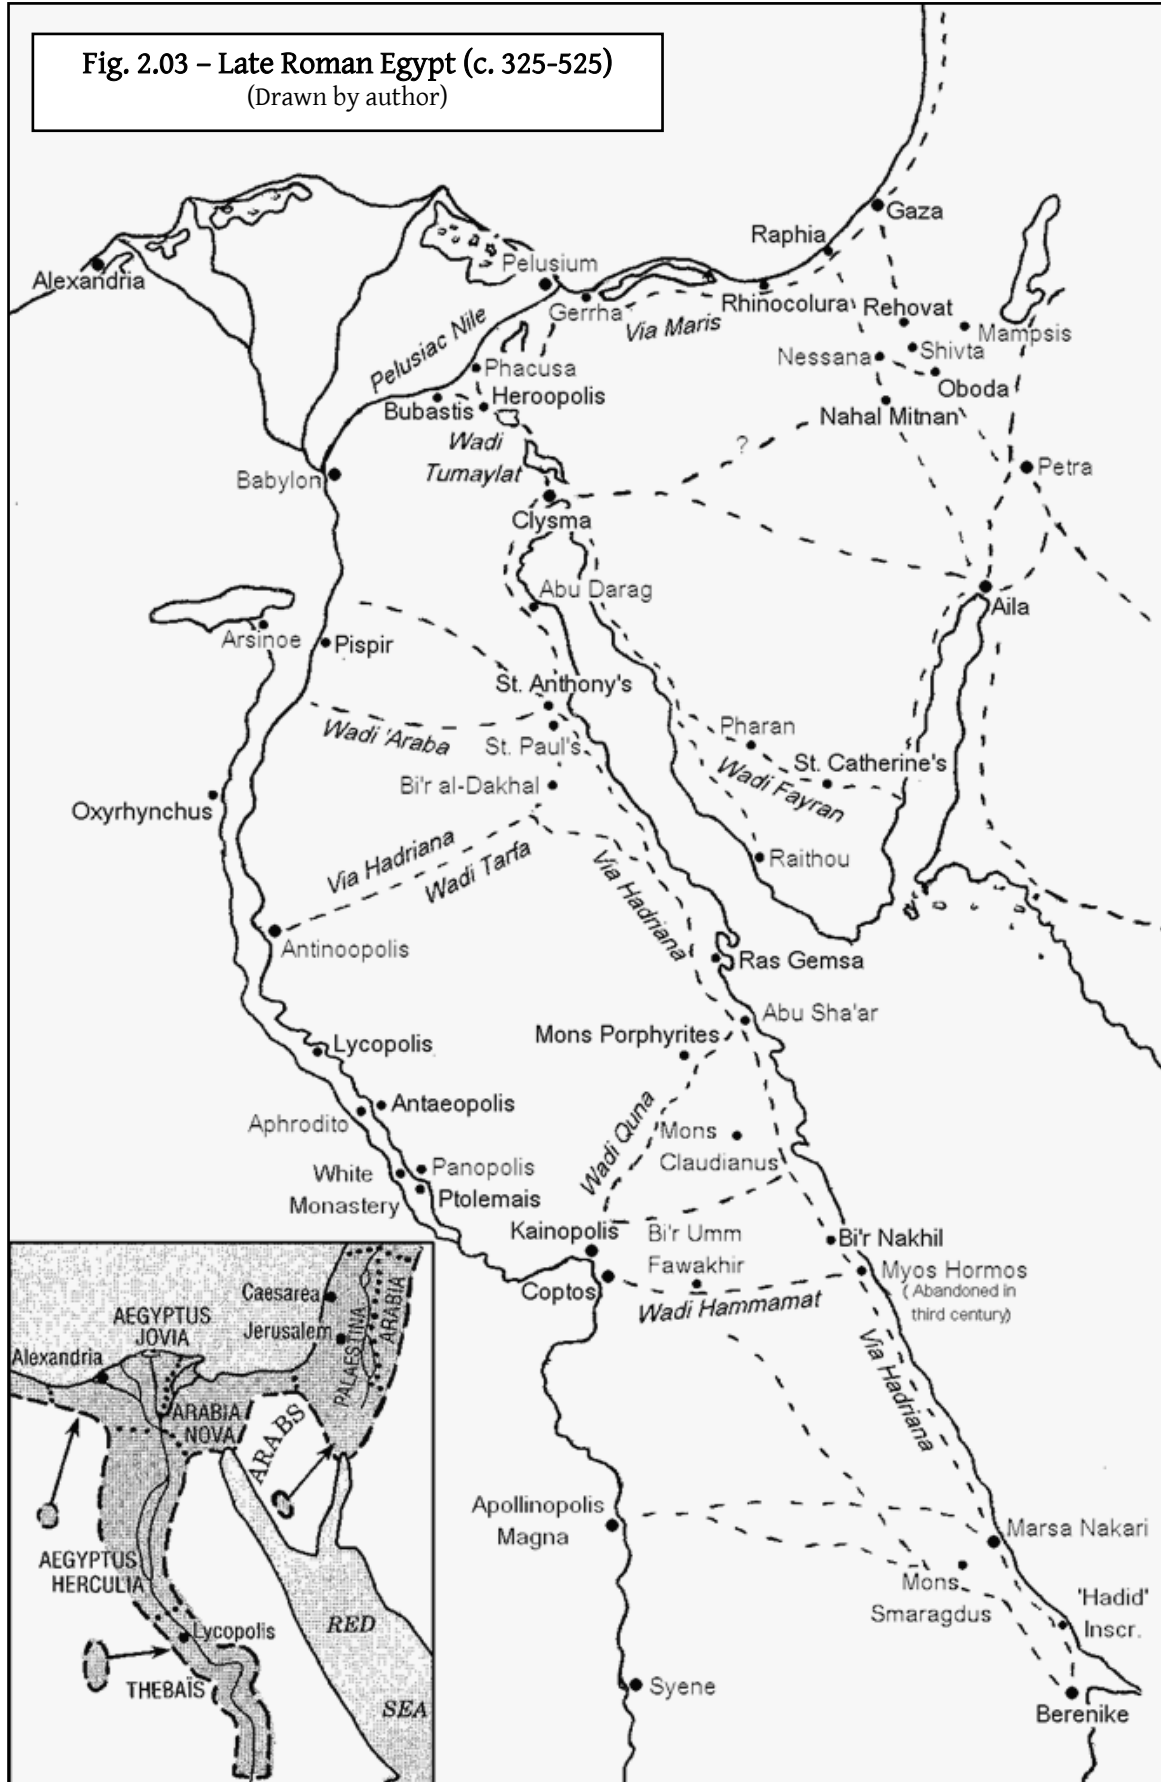 Fig. 2.03 – Late Roman Egypt (c. 325-525)
(Drawn by author)
Gaza
Raphia
Alexandria
Pelusium
Gerrha
Rhinocolura
Rehovat
Via Maris
Mampsis
Pelusiac Nile
Nessana
Shivta
Phacusa
Oboda
Bubastis
Heroopolis
Nahal Mitnan
Wadi
Tumaylat
?
Babylon
Petra
Clysma
Abu Darag
Aila
Arsinoe
Pispir
St. Anthony's
Wadi 'Araba
St. Paul's
Pharan
St. Catherine's
Wadi Fayran
Bi'r al-Dakhal
Oxyrhynchus
Via Hadriana
Wadi Tarfa
Via Hadriana
Raithou
Antinoopolis
Ras Gemsa
Abu Sha'ar
Mons Porphyrites
Lycopolis
Antaeopolis
Aphrodito
Wadi Quna
Mons
Claudianus
White
Monastery
Panopolis
Ptolemais
Kainopolis
Bi'r Umm
Fawakhir
Bi'r Nakhil
Coptos
Wadi Hammamat
Myos Hormos
( Abandoned in
third century)
Via Hadriana
Apollinopolis
Magna
Marsa Nakari
Mons
Smaragdus
'Hadid'
Inscr.
Syene
Berenike
Caesarea
AEGYPTUS
JOVIA
Jerusalem
Alexandria
PALAESTINA
ARABIA
ARABIA
NOVA
ARABS
AEGYPTUS
HERCULIA
Lycopolis
RED
THEBAÏS
SEA